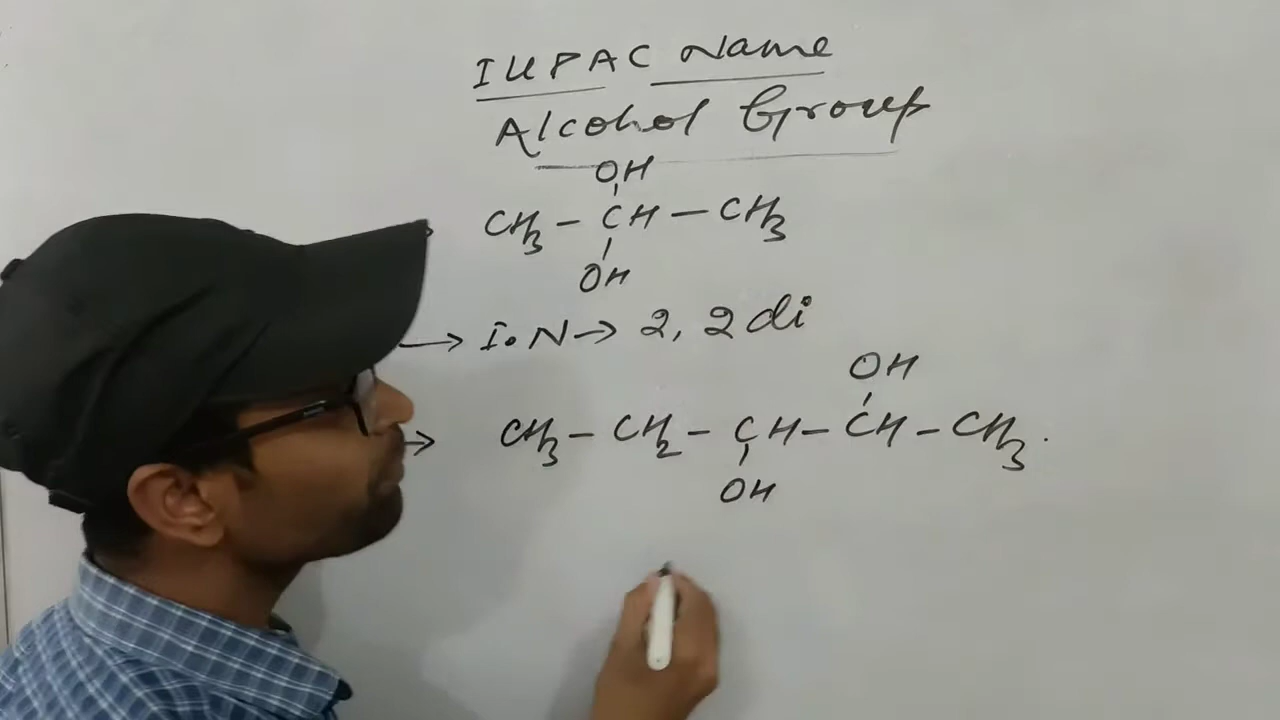 IUPAC Name
Alcohol Group
OH
CH3 - CH - CH3
OH
→ I.N → 2, 2 di
OH
→ CH3 - CH2 - CH - CH - CH3.
OH